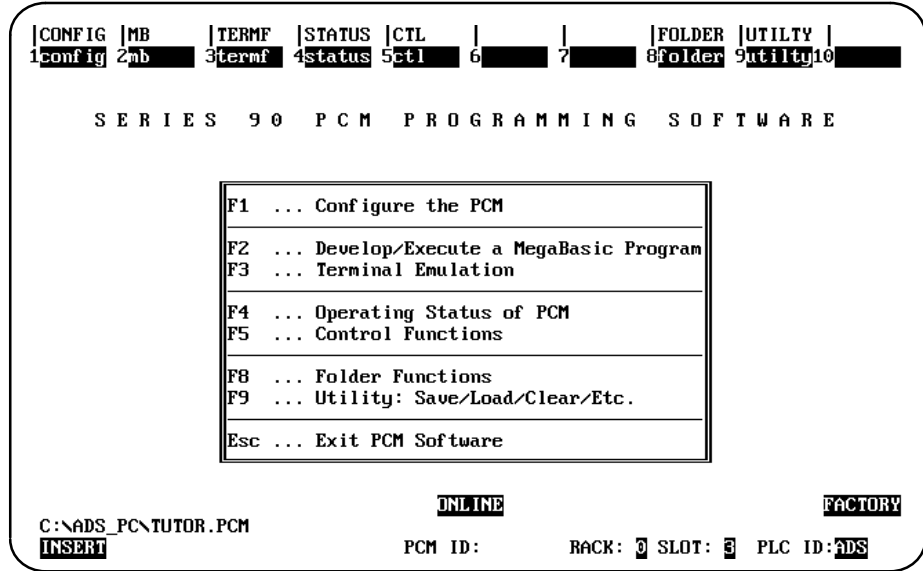 |CONFIG |MB |TERMF |STATUS |CTL | | |FOLDER |UTILTY |
1config 2mb 3termf 4status 5ctl 6 7 8folder 9utilty10
S E R I E S 9 0 P C M P R O G R A M M I N G S O F T W A R E
F1 ... Configure the PCM
F2 ... Develop/Execute a MegaBasic Program
F3 ... Terminal Emulation
F4 ... Operating Status of PCM
F5 ... Control Functions
F8 ... Folder Functions
F9 ... Utility: Save/Load/Clear/Etc.
Esc ... Exit PCM Software
ONLINE FACTORY
C:\ADS_PC\TUTOR.PCM
INSERT PCM ID: RACK: 0 SLOT: 3 PLC ID:ADS